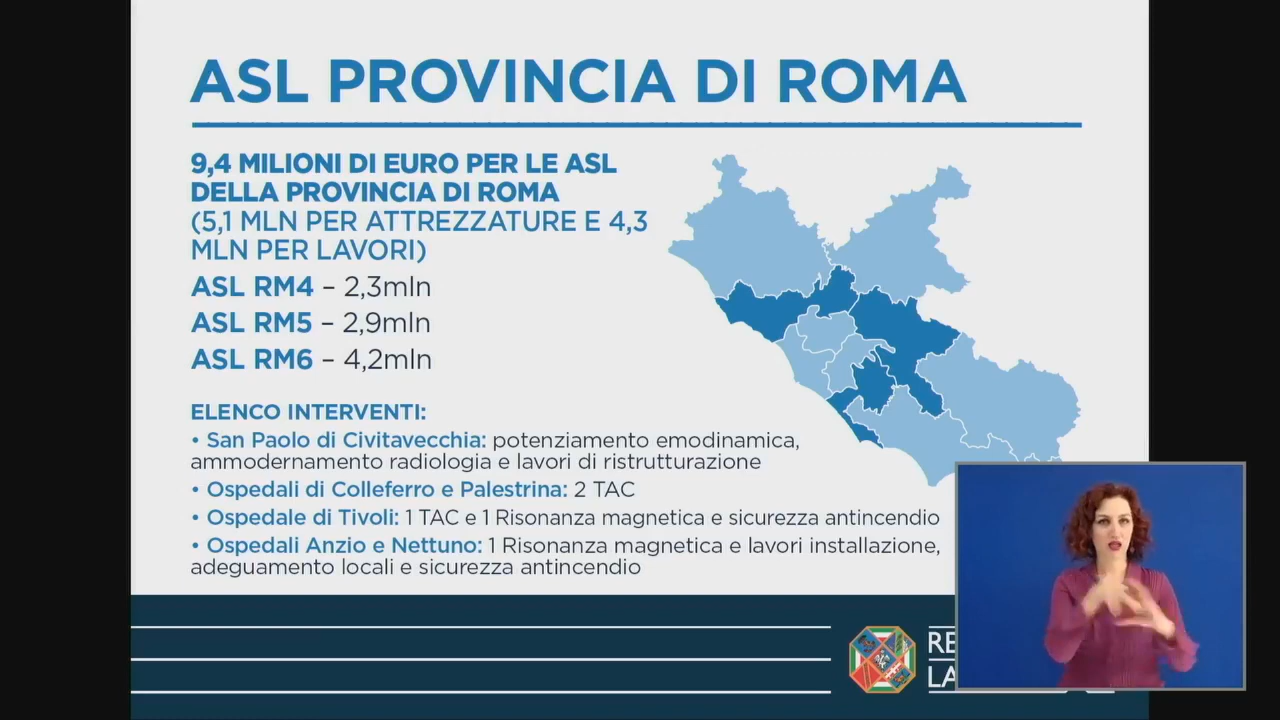 ASL PROVINCIA DI ROMA
9,4 MILIONI DI EURO PER LE ASL
DELLA PROVINCIA DI ROMA
(5,1 MLN PER ATTREZZATURE E 4,3
MLN PER LAVORI)
ASL RM4 – 2,3mln
ASL RM5 – 2,9mln
ASL RM6 – 4,2mln
ELENCO INTERVENTI:
• San Paolo di Civitavecchia: potenziamento emodinamica,
ammodernamento radiologia e lavori di ristrutturazione
• Ospedali di Colleferro e Palestrina: 2 TAC
• Ospedale di Tivoli: 1 TAC e 1 Risonanza magnetica e sicurezza antincendio
• Ospedali Anzio e Nettuno: 1 Risonanza magnetica e lavori installazione,
adeguamento locali e sicurezza antincendio
RE
LA